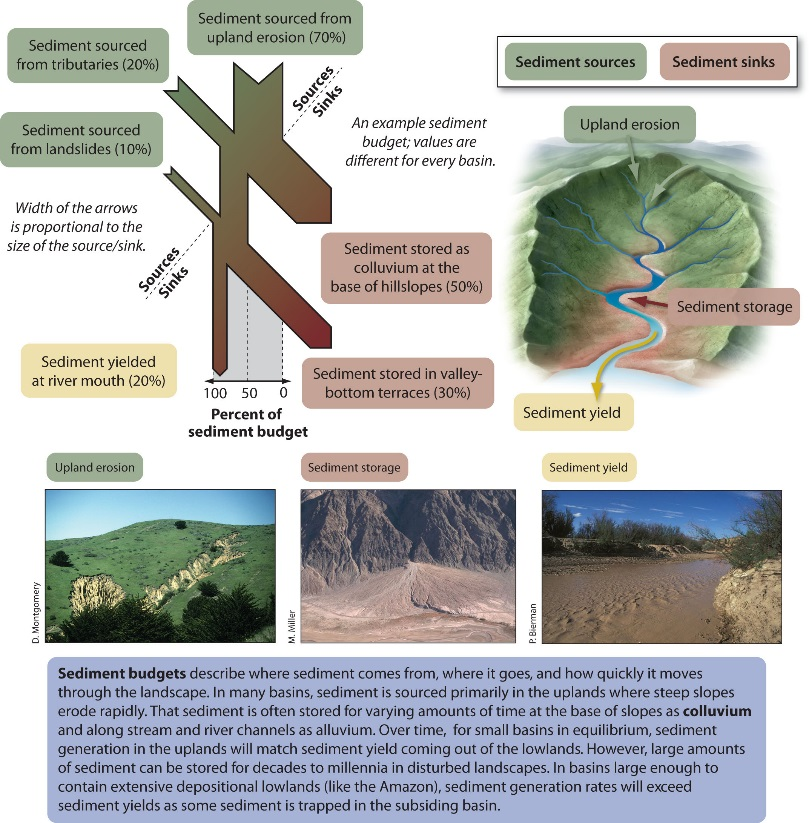 Sediment sourced from
upland erosion (70%)
Sediment sourced
from tributaries (20%)
Sediment sourced
from landslides (10%)
Sources
Sinks
An example sediment
budget; values are
different for every basin.
Width of the arrows
is proportional to the
size of the source/sink.
Sources
Sinks
Sediment stored as
colluvium at the
base of hillslopes (50%)
Sediment yielded
at river mouth (20%)
Sediment stored in valley-
bottom terraces (30%)
100 50 0
Percent of
sediment budget
Sediment sources
Sediment sinks
Upland erosion
Sediment storage
Sediment yield
Upland erosion
Sediment storage
Sediment yield
D. Montgomery
M. Miller
P. Bierman
Sediment budgets describe where sediment comes from, where it goes, and how quickly it moves
through the landscape. In many basins, sediment is sourced primarily in the uplands where steep slopes
erode rapidly. That sediment is often stored for varying amounts of time at the base of slopes as colluvium
and along stream and river channels as alluvium. Over time, for small basins in equilibrium, sediment
generation in the uplands will match sediment yield coming out of the lowlands. However, large amounts
of sediment can be stored for decades to millennia in disturbed landscapes. In basins large enough to
contain extensive depositional lowlands (like the Amazon), sediment generation rates will exceed
sediment yields as some sediment is trapped in the subsiding basin.